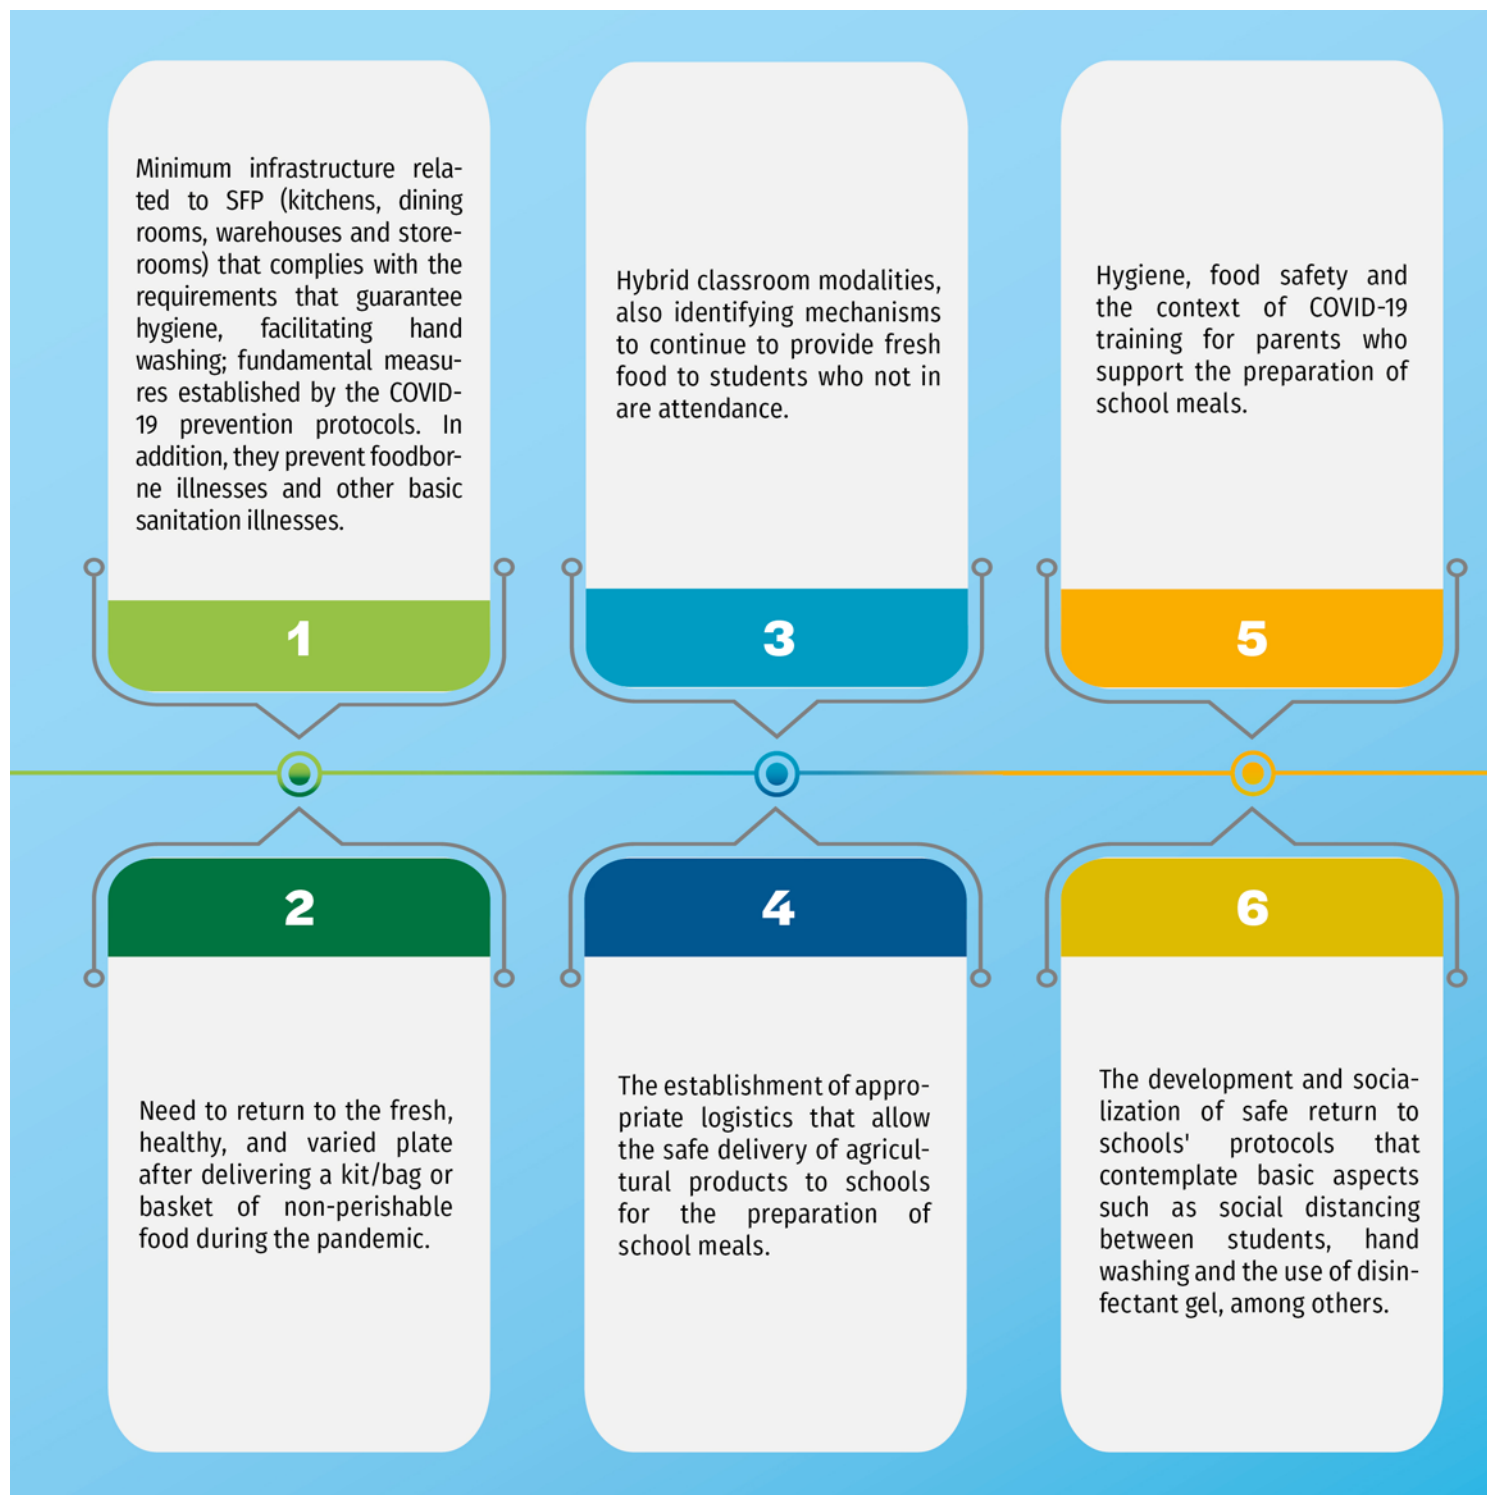 Minimum infrastructure rela-
ted to SFP (kitchens, dining
rooms, warehouses and store-
rooms) that complies with the
requirements that guarantee
hygiene, facilitating hand
washing; fundamental measu-
res established by the COVID-
19 prevention protocols. In
addition, they prevent foodbor-
ne illnesses and other basic
sanitation illnesses.
1
2
Need to return to the fresh,
healthy, and varied plate
after delivering a kit/bag or
basket of non-perishable
food during the pandemic.
Hybrid classroom modalities,
also identifying mechanisms
to continue to provide fresh
food to students who not in
are attendance.
3
4
The establishment of appro-
priate logistics that allow
the safe delivery of agricul-
tural products to schools
for the preparation of
school meals.
Hygiene, food safety and
the context of COVID-19
training for parents who
support the preparation of
school meals.
5
6
The development and socia-
lization of safe return to
schools' protocols that
contemplate basic aspects
such as social distancing
between students, hand
washing and the use of disin-
fectant gel, among others.